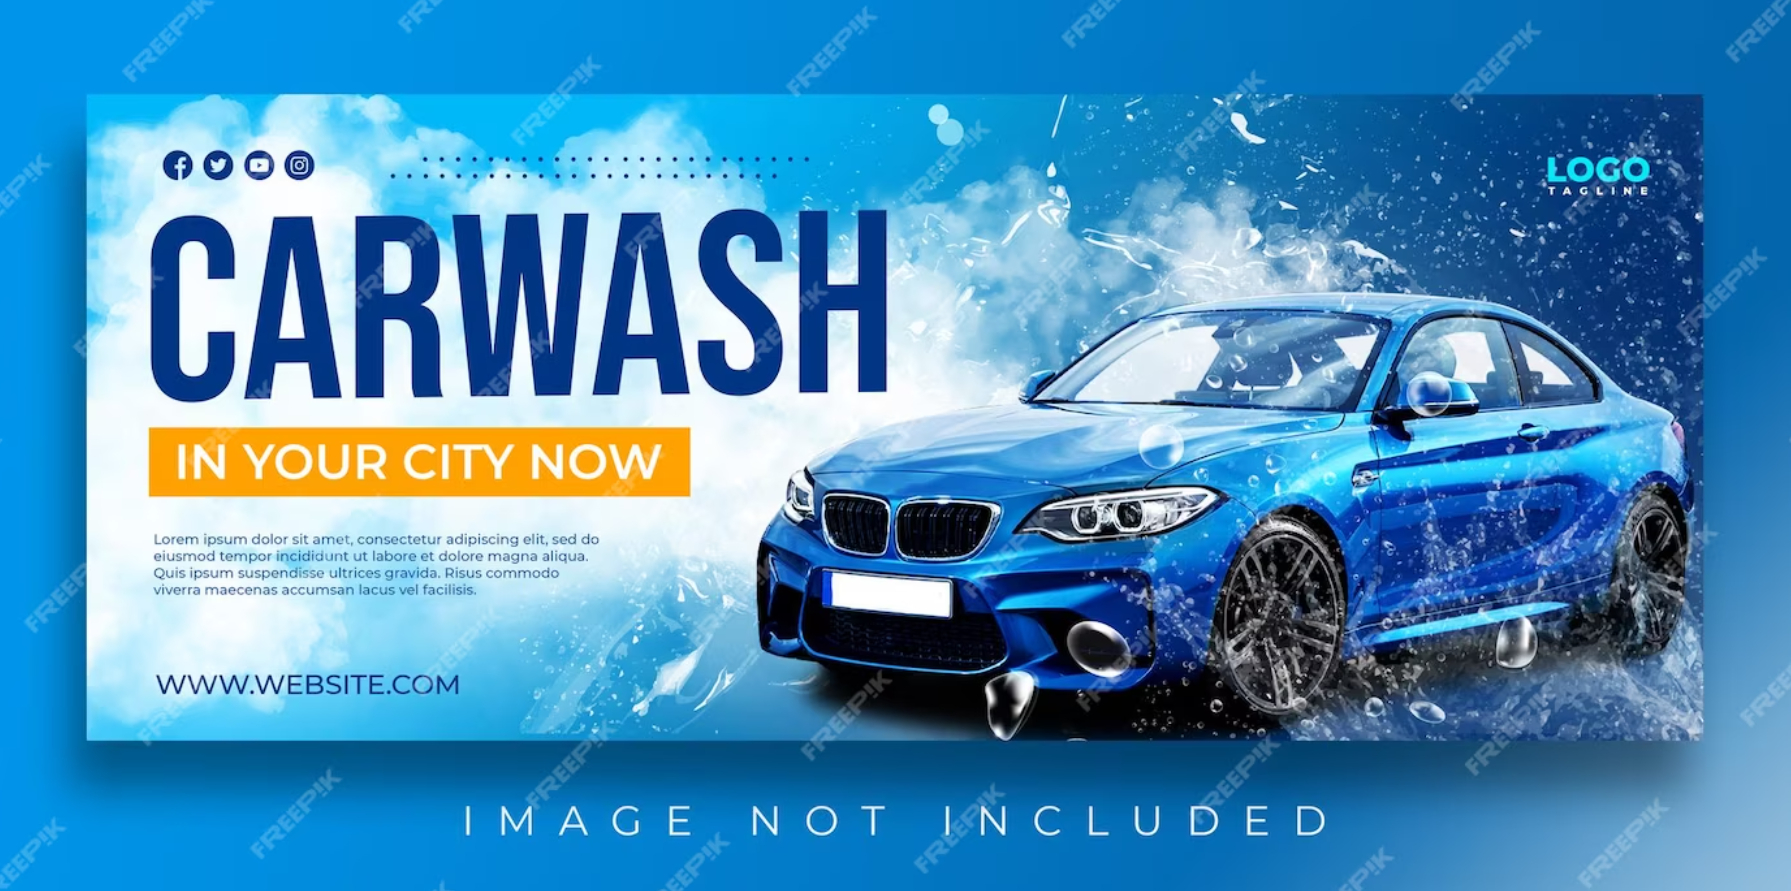 LOGO
TAGLINE
CARWASH
IN YOUR CITY NOW
Lorem ipsum dolor sit amet, consectetur adipiscing elit, sed do
eiusmod tempor incididunt ut labore et dolore magna aliqua.
Quis ipsum suspendisse ultrices gravida. Risus commodo
viverra maecenas accumsan lacus vel facilisis.
WWW.WEBSITE.COM
IMAGE NOT INCLUDED
FREEPIK